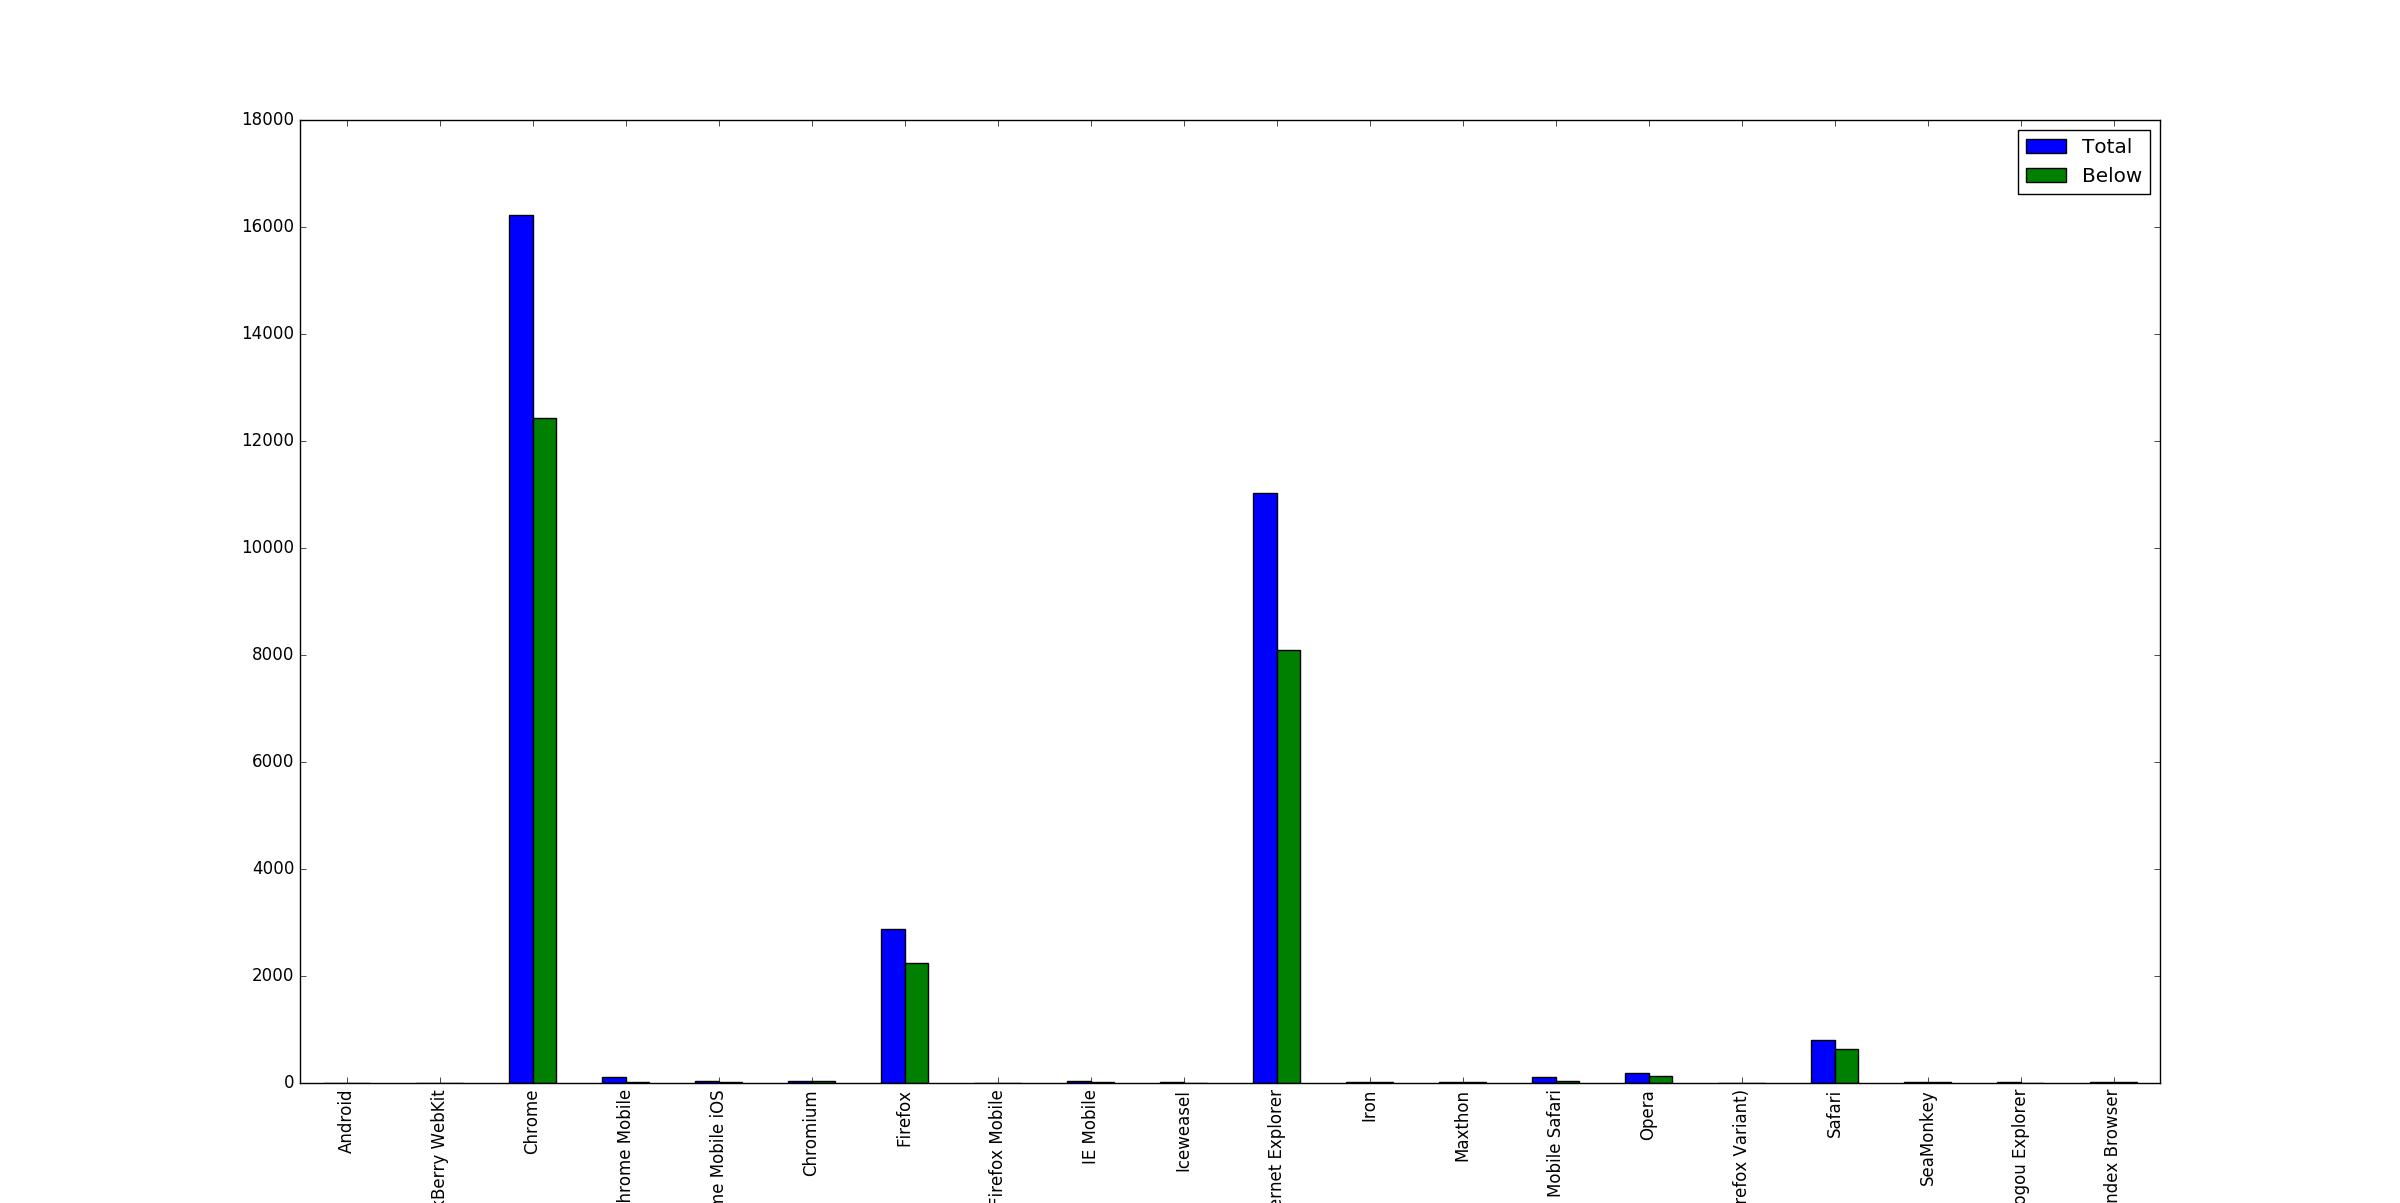 18000
16000
14000
12000
10000
8000
6000
4000
2000
0
Total
Below
Android
kBerry WebKit
Chrome
hrome Mobile
me Mobile iOS
Chromium
Firefox
Firefox Mobile
IE Mobile
Iceweasel
ernet Explorer
Iron
Maxthon
Mobile Safari
Opera
refox Variant)
Safari
SeaMonkey
ogou Explorer
ndex Browser